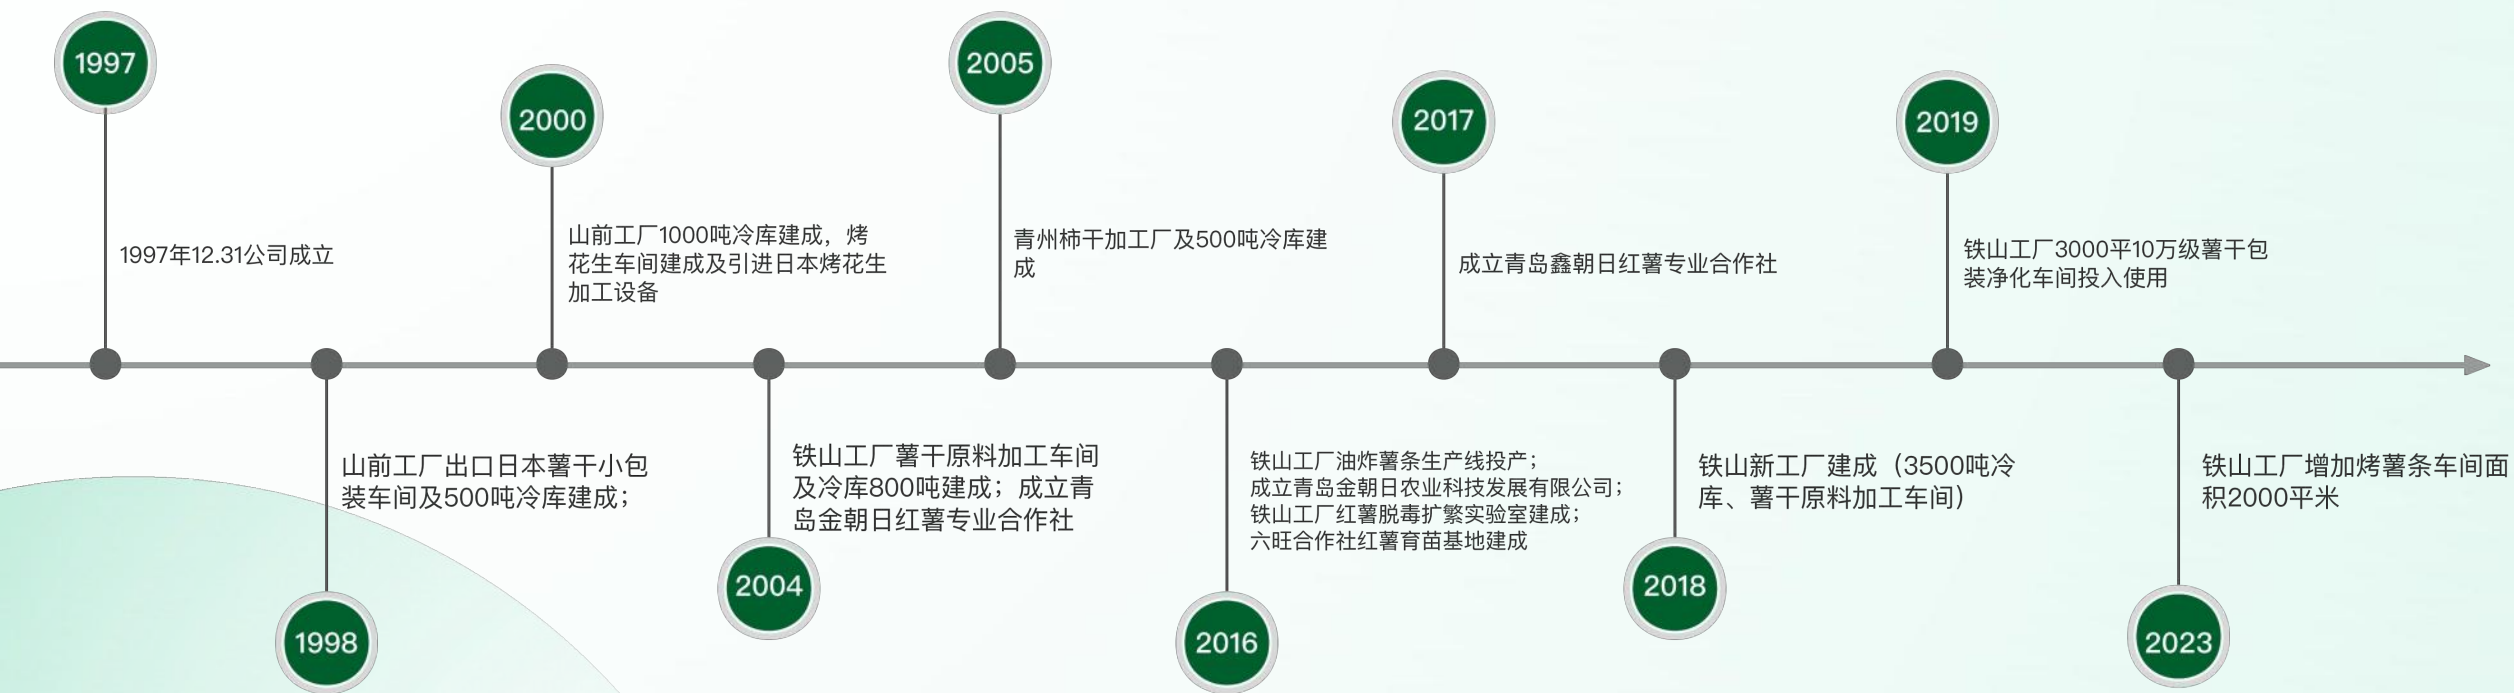 1997
1997年12.31公司成立
1998
山前工厂出口日本薯干小包
装车间及500吨冷库建成；
2000
山前工厂1000吨冷库建成，烤
花生车间建成及引进日本烤花生
加工设备
2004
铁山工厂薯干原料加工车间
及冷库800吨建成；成立青
岛金朝日红薯专业合作社
2005
青州柿干加工厂及500吨冷库建
成
2016
铁山工厂油炸薯条生产线投产；
成立青岛金朝日农业科技发展有限公司；
铁山工厂红薯脱毒扩繁实验室建成；
六旺合作社红薯育苗基地建成
2017
成立青岛鑫朝日红薯专业合作社
2018
铁山新工厂建成（3500吨冷
库、薯干原料加工车间）
2019
铁山工厂3000平10万级薯干包
装净化车间投入使用
2023
铁山工厂增加烤薯条车间面
积2000平米